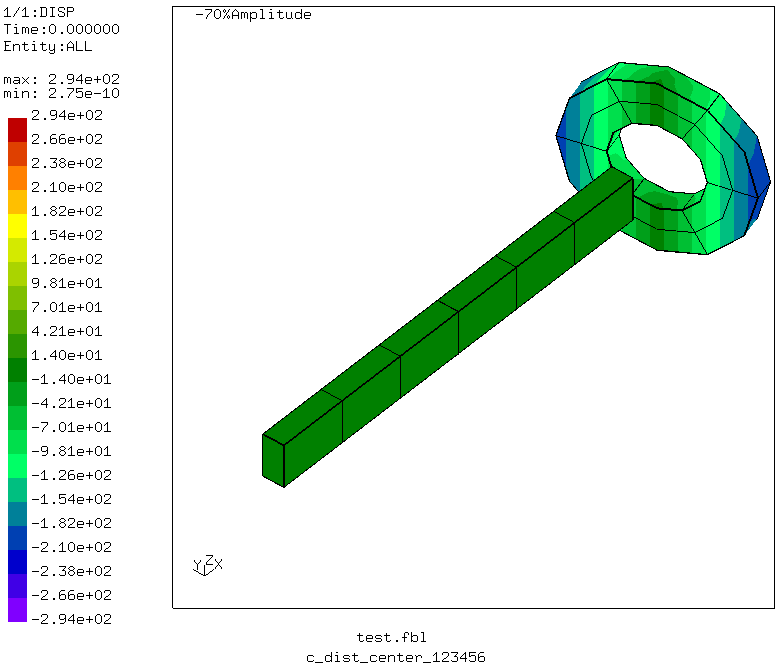 1/1:DISP
Time:0.000000
Entity:ALL
max: 2.94e+02
min: 2.75e-10
2.94e+02
2.66e+02
2.38e+02
2.10e+02
1.82e+02
1.54e+02
1.26e+02
9.81e+01
7.01e+01
4.21e+01
1.40e+01
-1.40e+01
-4.21e+01
-7.01e+01
-9.81e+01
-1.26e+02
-1.54e+02
-1.82e+02
-2.10e+02
-2.38e+02
-2.66e+02
-2.94e+02
-70%Amplitude
Y Z X
test.fbl
c_dist_center_123456